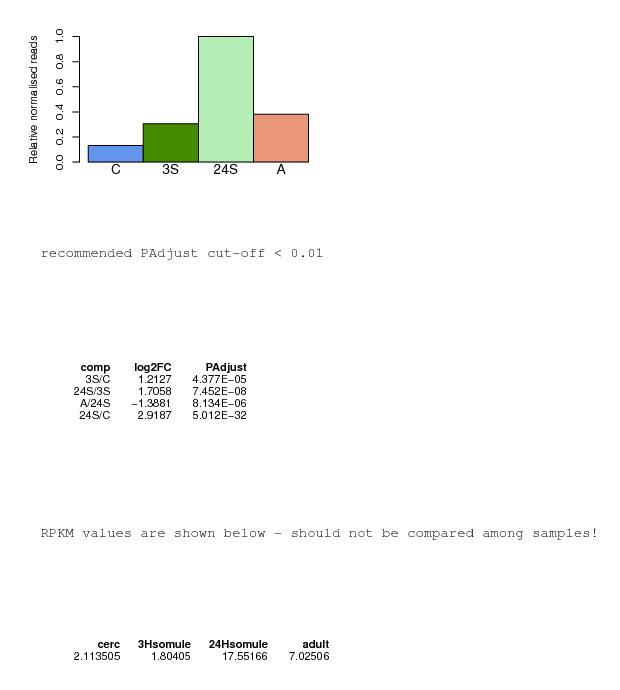 Relative normalised reads
1.0
0.8
0.6
0.4
0.2
0.0
C 3S 24S A
recommended PAdjust cut-off < 0.01
comp log2FC PAdjust
3S/C 1.2127 4.377E-05
24S/3S 1.7058 7.452E-08
A/24S -1.3881 8.134E-06
24S/C 2.9187 5.012E-32
RPKM values are shown below - should not be compared among samples!
cerc 3Hsomule 24Hsomule adult
2.113505 1.80405 17.55166 7.02506